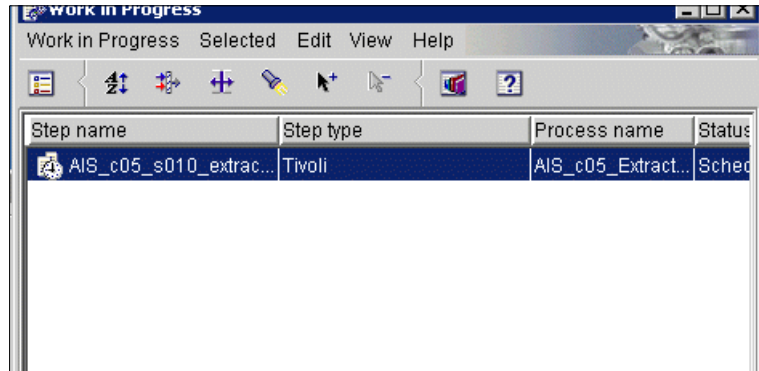 Work in Progress
Work in Progress Selected Edit View Help
Step name Step type Process name Status
AIS_c05_s010_extrac... Tivoli AIS_c05_Extract... Sched